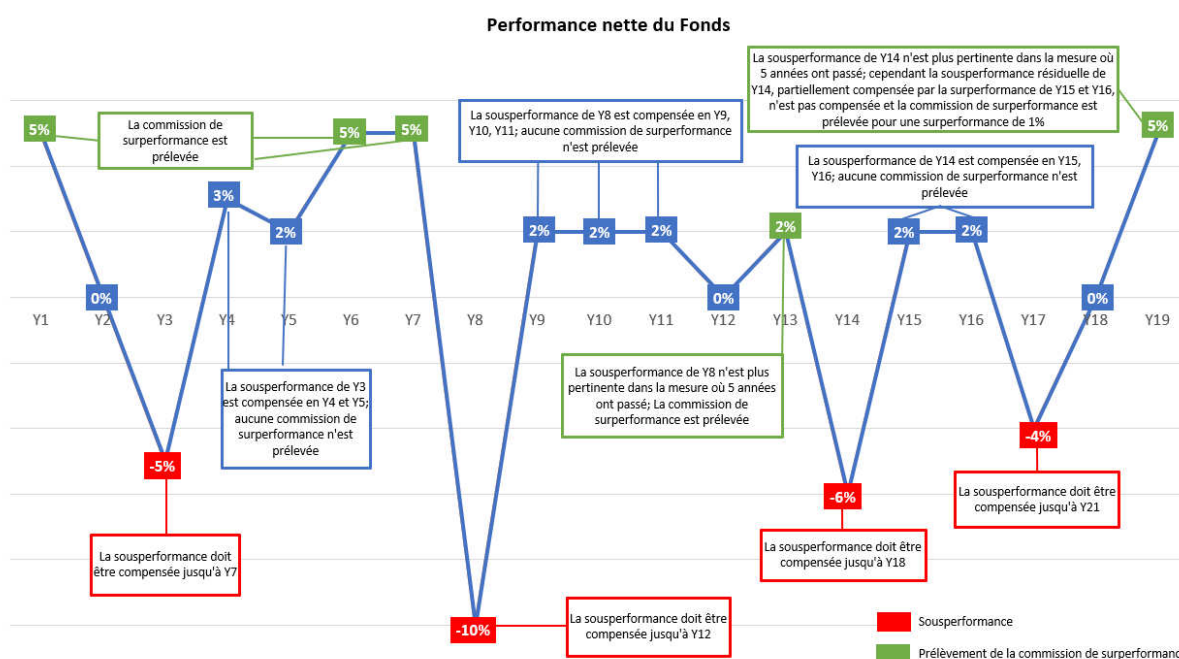 Performance nette du Fonds
La sousperformance de Y14 n'est plus pertinente dans la mesure où
5 années ont passé; cependant la sousperformance résiduelle de
Y14, partiellement compensée par la surperformance de Y15 et Y16,
n'est pas compensée et la commission de surperformance est
prélevée pour une superformance de 1%
La commission de
surperformance est
prélevée
La sousperformance de Y8 est compensée en Y9,
Y10, Y11; aucune commission de surperformance
n'est prélevée
La sousperformance de Y14 est compensée en Y15,
Y16; aucune commission de surperformance n'est
prélevée
5%
0%
-5%
3%
2%
5%
5%
-10%
2%
2%
2%
0%
2%
-6%
2%
2%
-4%
0%
5%
Y1
Y2
Y3
Y4
Y5
Y6
Y7
Y8
Y9
Y10
Y11
Y12
Y13
Y14
Y15
Y16
Y17
Y18
Y19
La sousperformance de Y3
est compensée en Y4 et Y5;
aucune commission de
surperformance n'est
prélevée
La sousperformance de Y8 n'est plus
pertinente dans la mesure où 5 années
ont passé; La commission de
surperformance est prélevée
La sousperformance doit
être compensée jusqu'à Y7
La sousperformance doit être
compensée jusqu'à Y12
La sousperformance doit être
compensée jusqu'à Y18
La sousperformance doit être
compensée jusqu'à Y21
Sousperformance
Prélèvement de la commission de surperformanc